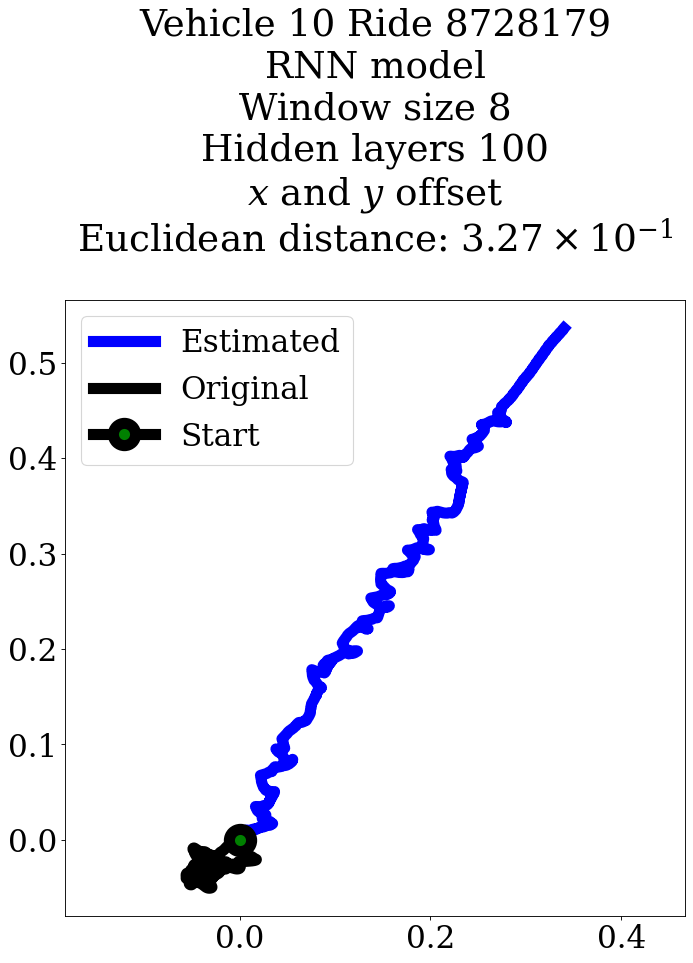 Vehicle 10 Ride 8728179
RNN model
Window size 8
Hidden layers 100
x and y offset
Euclidean distance: 3.27 × 10⁻¹
Estimated
Original
Start
0.5
0.4
0.3
0.2
0.1
0.0
0.0 0.2 0.4